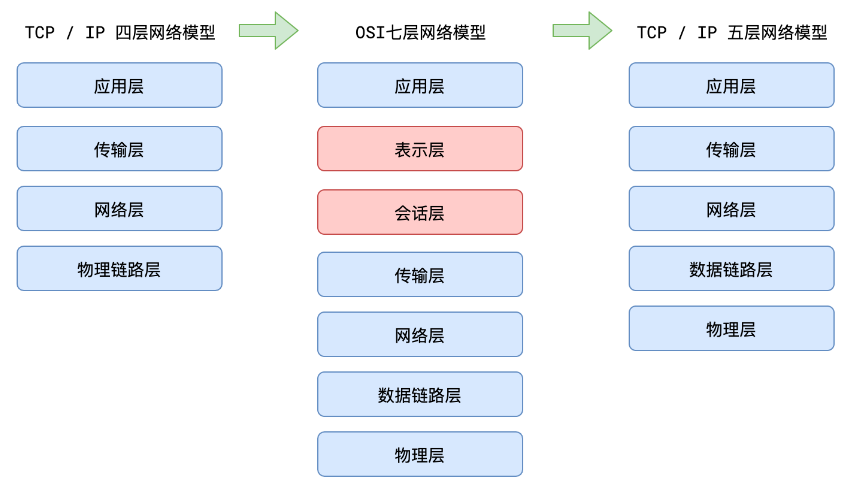 TCP / IP 四层网络模型
应用层
传输层
网络层
物理链路层
OSI七层网络模型
应用层
表示层
会话层
传输层
网络层
数据链路层
物理层
TCP / IP 五层网络模型
应用层
传输层
网络层
数据链路层
物理层